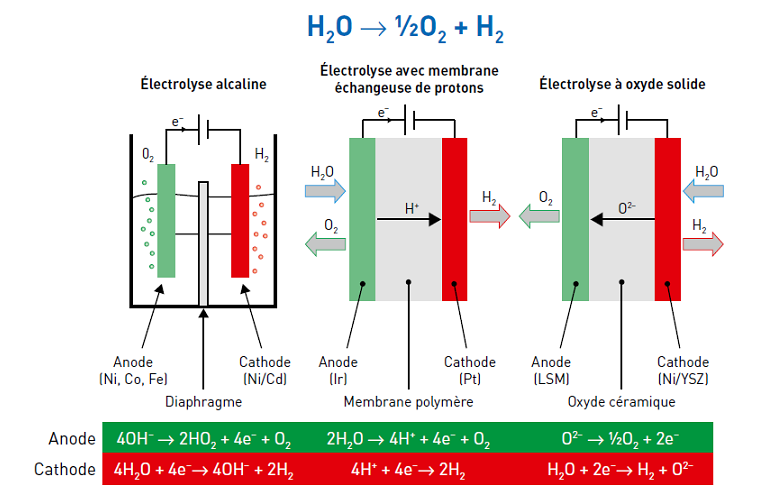 H₂O → ½O₂ + H₂
Électrolyse alcaline
Électrolyse avec membrane
échangeuse de protons
Électrolyse à oxyde solide
e⁻
O₂
H₂
e⁻
H₂O
O₂
H⁺
H₂
e⁻
O₂
O²⁻
H₂O
H₂
Anode
(Ni, Co, Fe)
Cathode
(Ni/Cd)
Diaphragme
Anode
(Ir)
Cathode
(Pt)
Membrane polymère
Anode
(LSM)
Cathode
(Ni/YSZ)
Oxyde céramique
Anode 4OH⁻ → 2HO₂ + 4e⁻ + O₂ 2H₂O → 4H⁺ + 4e⁻ + O₂ O²⁻ → ½O₂ + 2e⁻
Cathode 4H₂O + 4e⁻ → 4OH⁻ + 2H₂ 4H⁺ + 4e⁻ → 2H₂ H₂O + 2e⁻ → H₂ + O²⁻